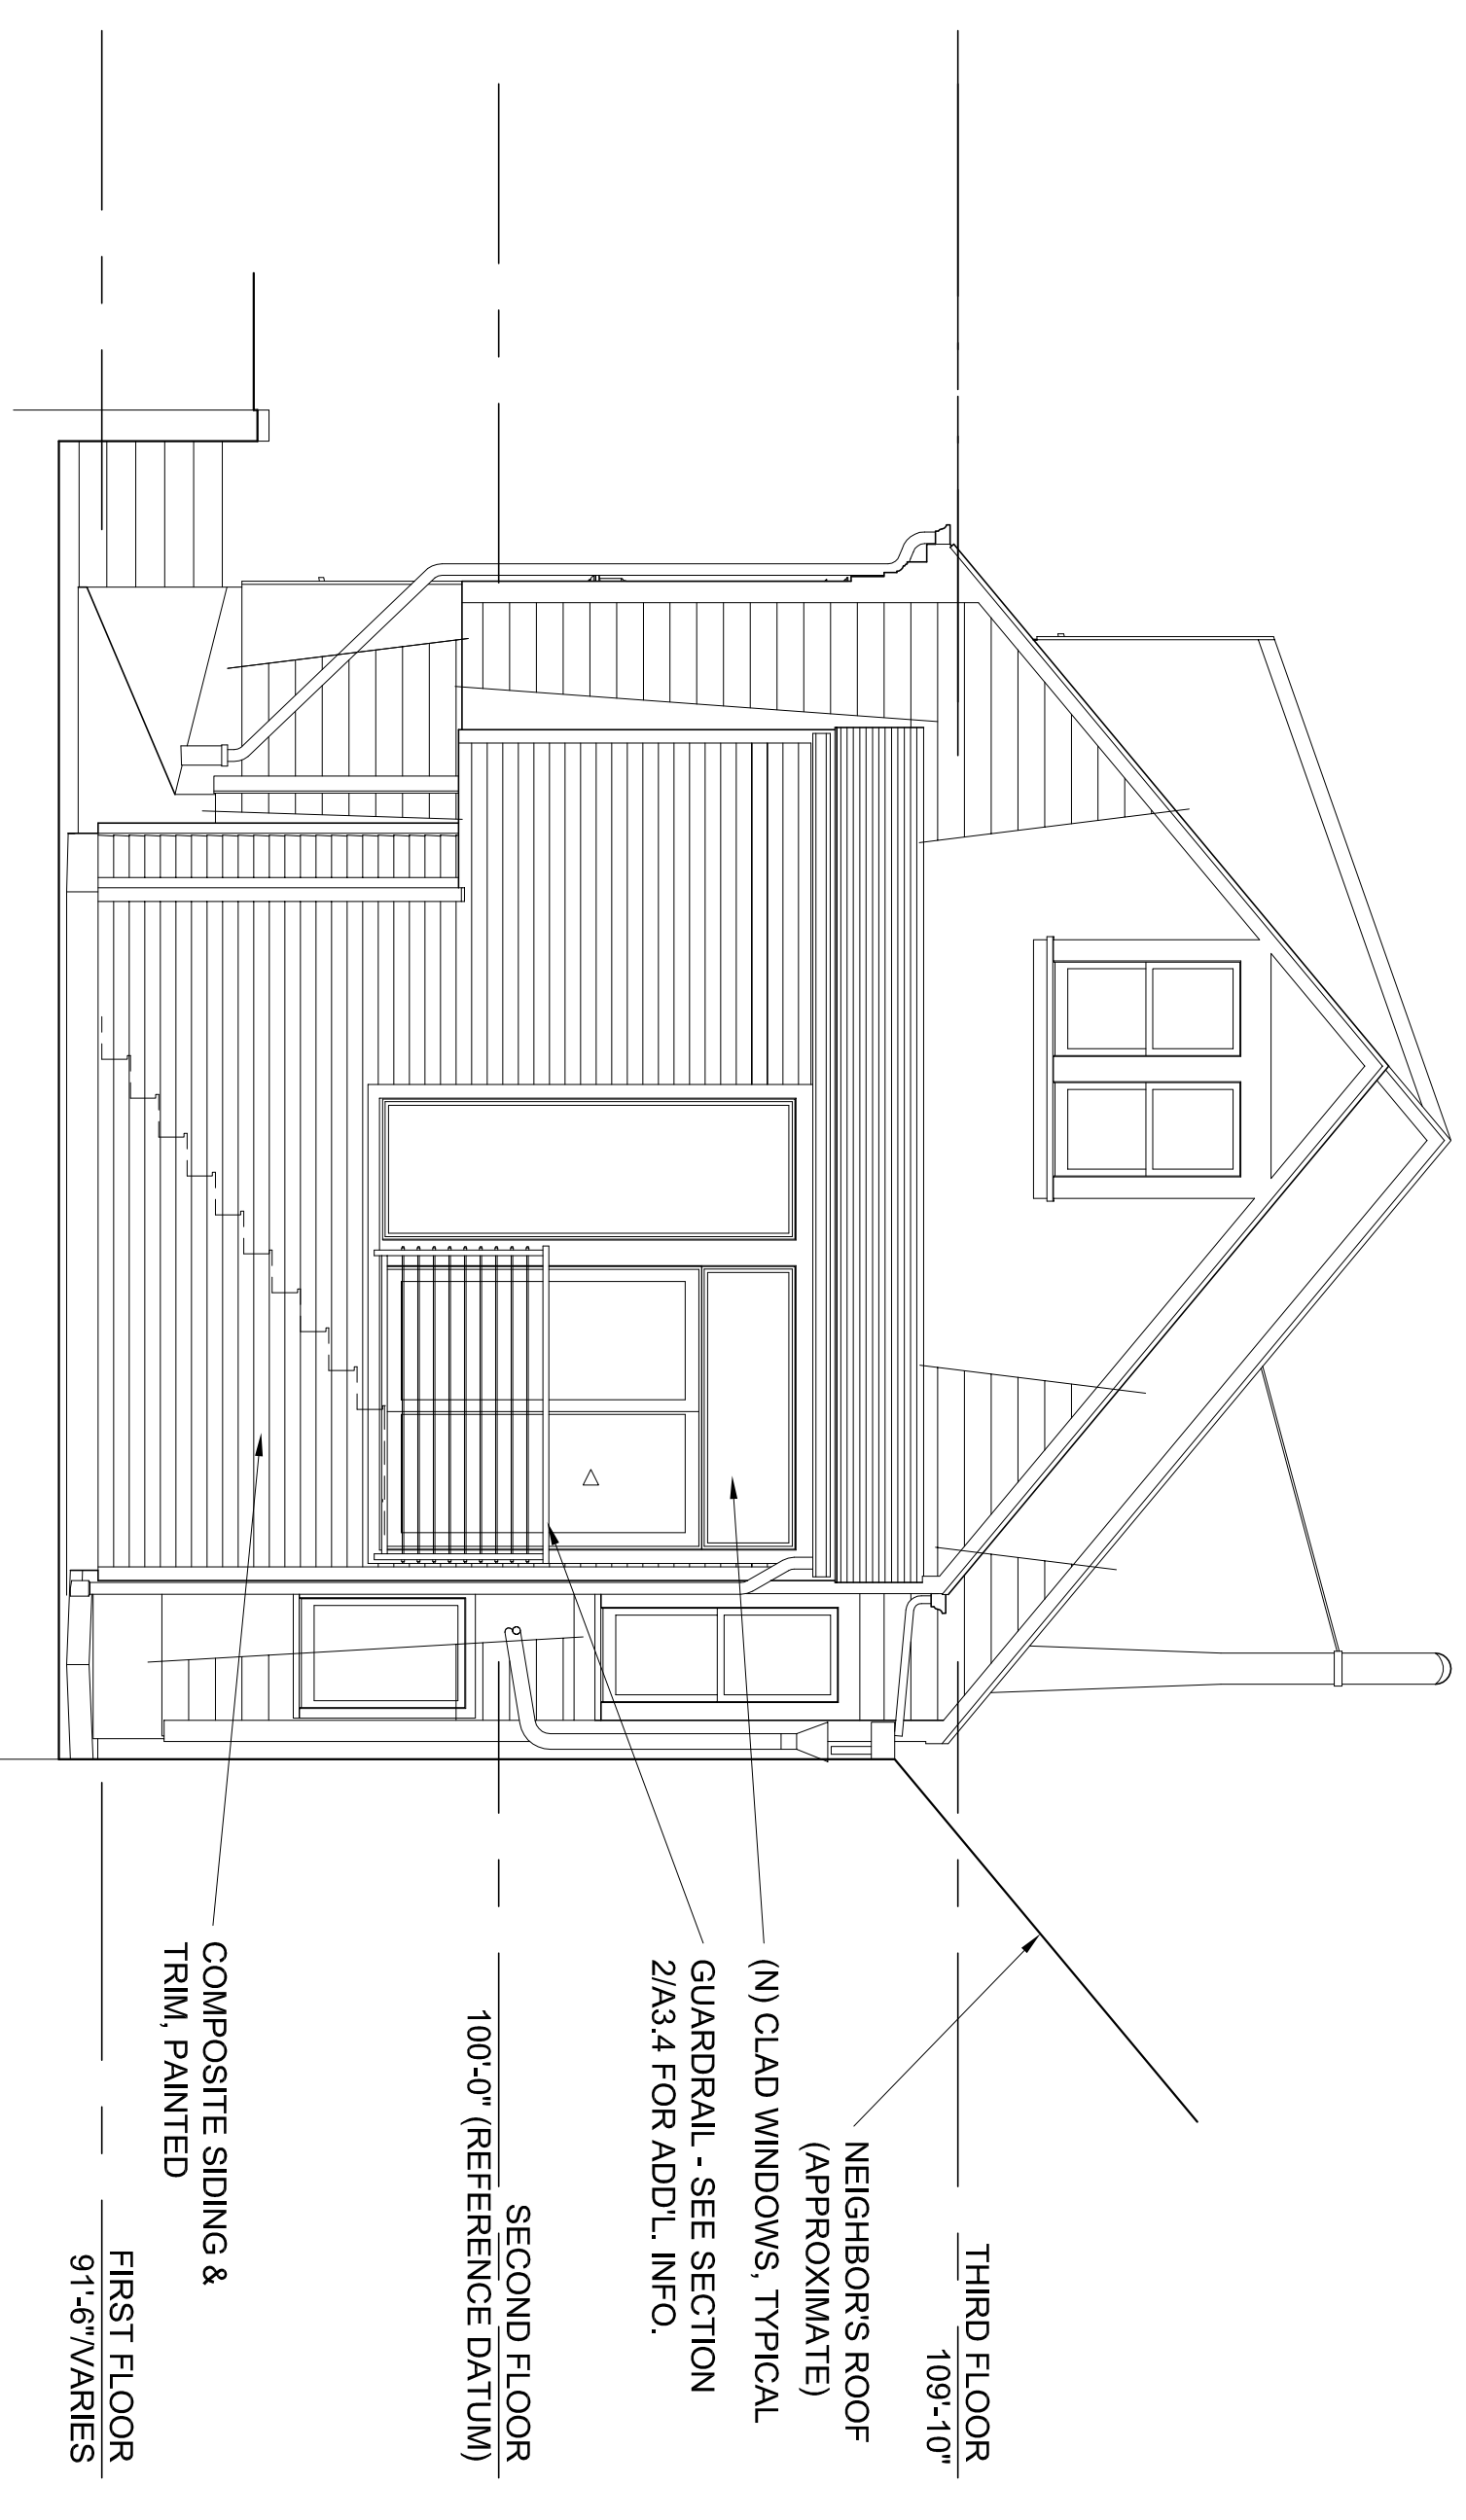 THIRD FLOOR
109'-10"
NEIGHBOR'S ROOF
(APPROXIMATE)
(N) CLAD WINDOWS, TYPICAL
GUARDRAIL - SEE SECTION
2/A3.4 FOR ADD'L. INFO.
SECOND FLOOR
100'-0" (REFERENCE DATUM)
COMPOSITE SIDING &
TRIM, PAINTED
FIRST FLOOR
91'-6"/VARIES